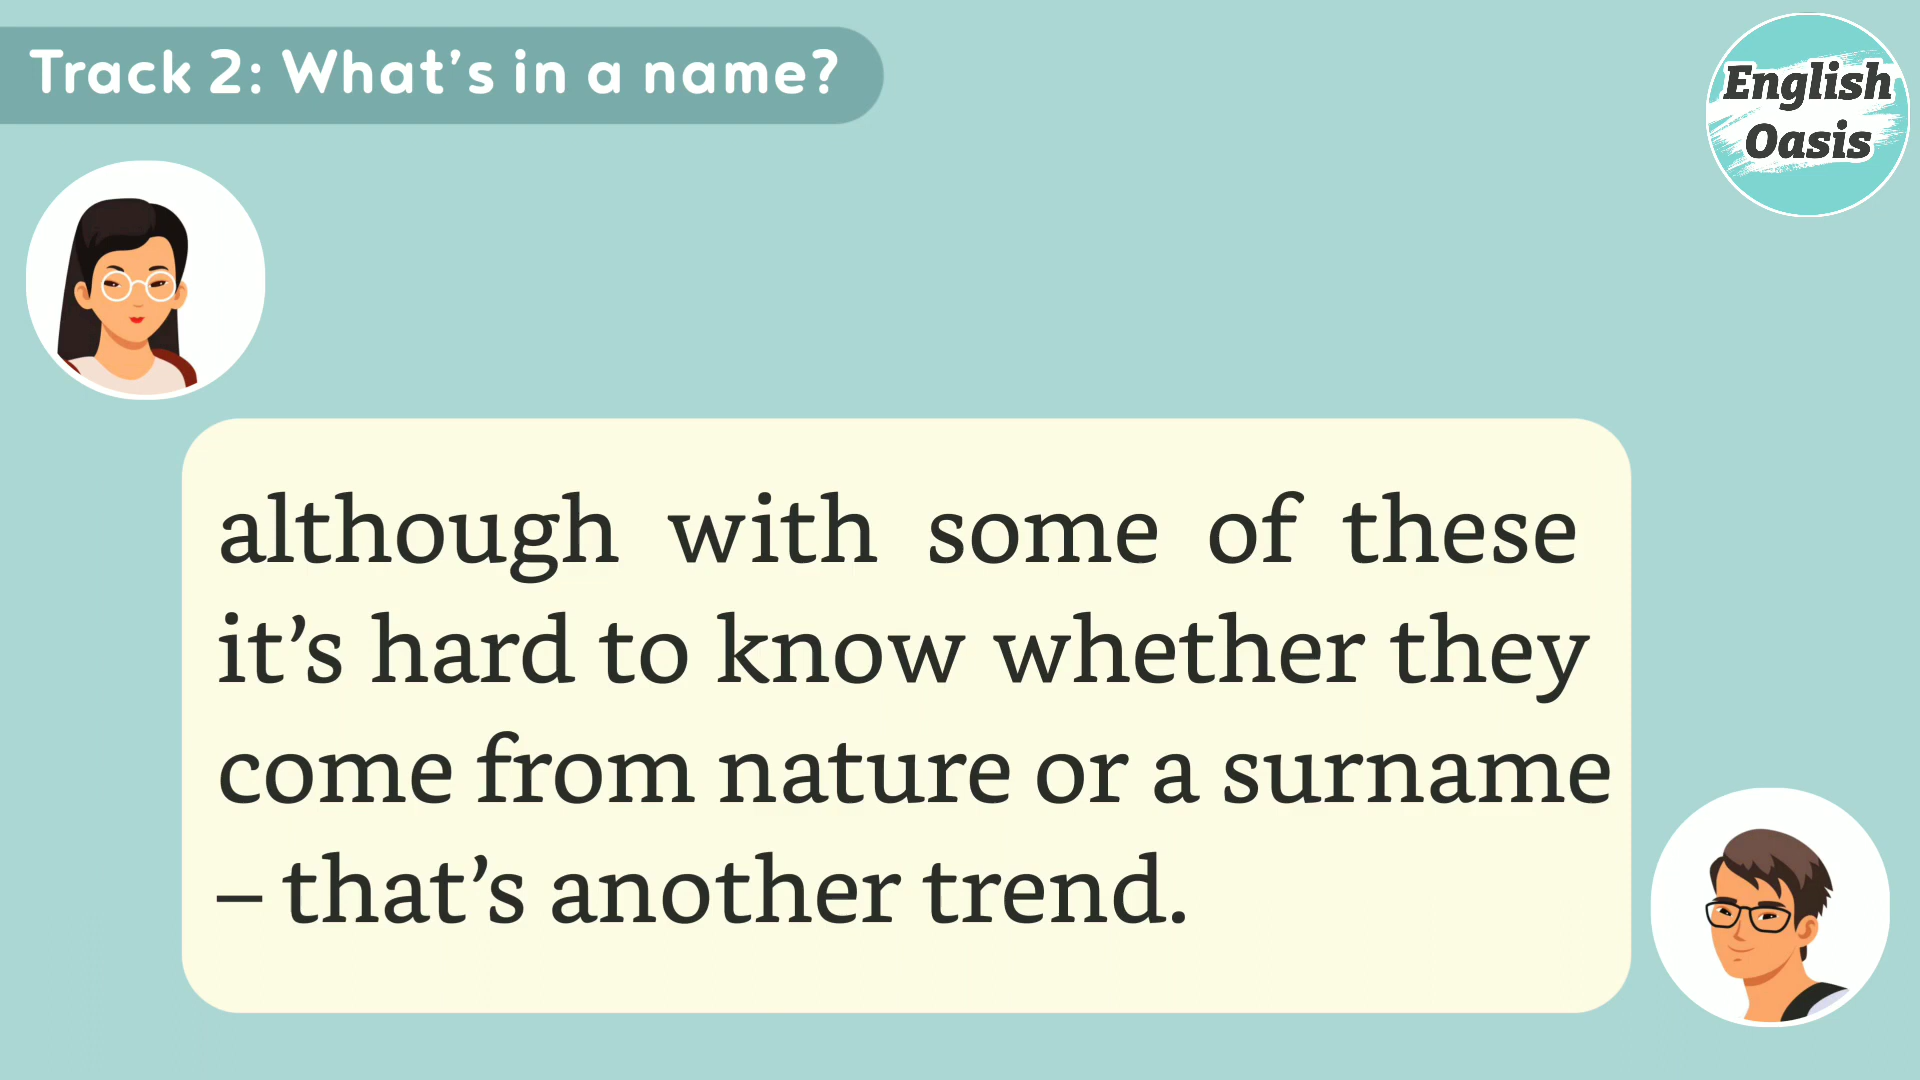 Track 2: What's in a name?
English
Oasis
although with some of these
it's hard to know whether they
come from nature or a surname
– that's another trend.